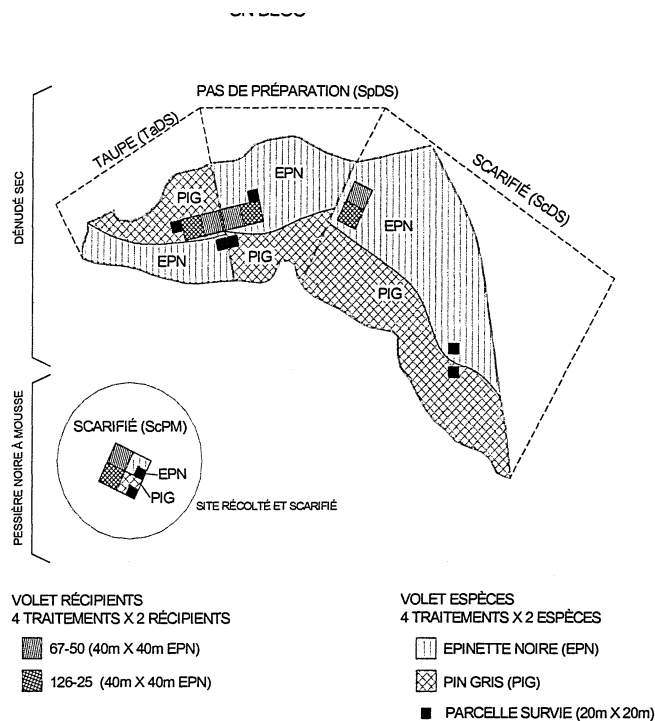 PAS DE PRÉPARATION (SpDS)
TAUPE (TaDS)
SCARIFIÉ (ScDS)
DÉNUDÉ SEC
EPN
PIG
EPN
EPN
PIG
PIG
PESSIÈRE NOIRE À MOUSSE
SCARIFIÉ (ScPM)
EPN
PIG
SITE RÉCOLTÉ ET SCARIFIÉ
VOLET RÉCIPIENTS
4 TRAITEMENTS X 2 RÉCIPIENTS
67-50 (40m X 40m EPN)
126-25 (40m X 40m EPN)
VOLET ESPÈCES
4 TRAITEMENTS X 2 ESPÈCES
EPINETTE NOIRE (EPN)
PIN GRIS (PIG)
PARCELLE SURVIE (20m X 20m)